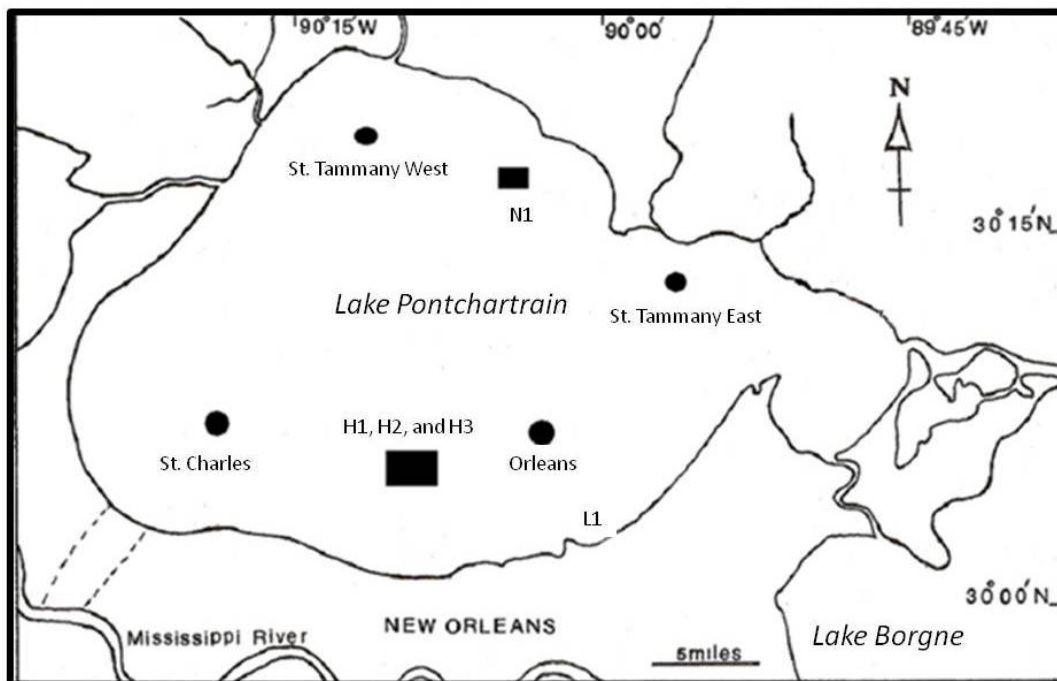 90°15'W
90°00'
89°45'
N
St. Tammany West
N1
30°15'N
Lake Pontchartrain
St. Tammany East
H1, H2, and H3
St. Charles
Orleans
L1
30°00'N
NEW ORLEANS
Mississippi River
Lake Borgne
5miles